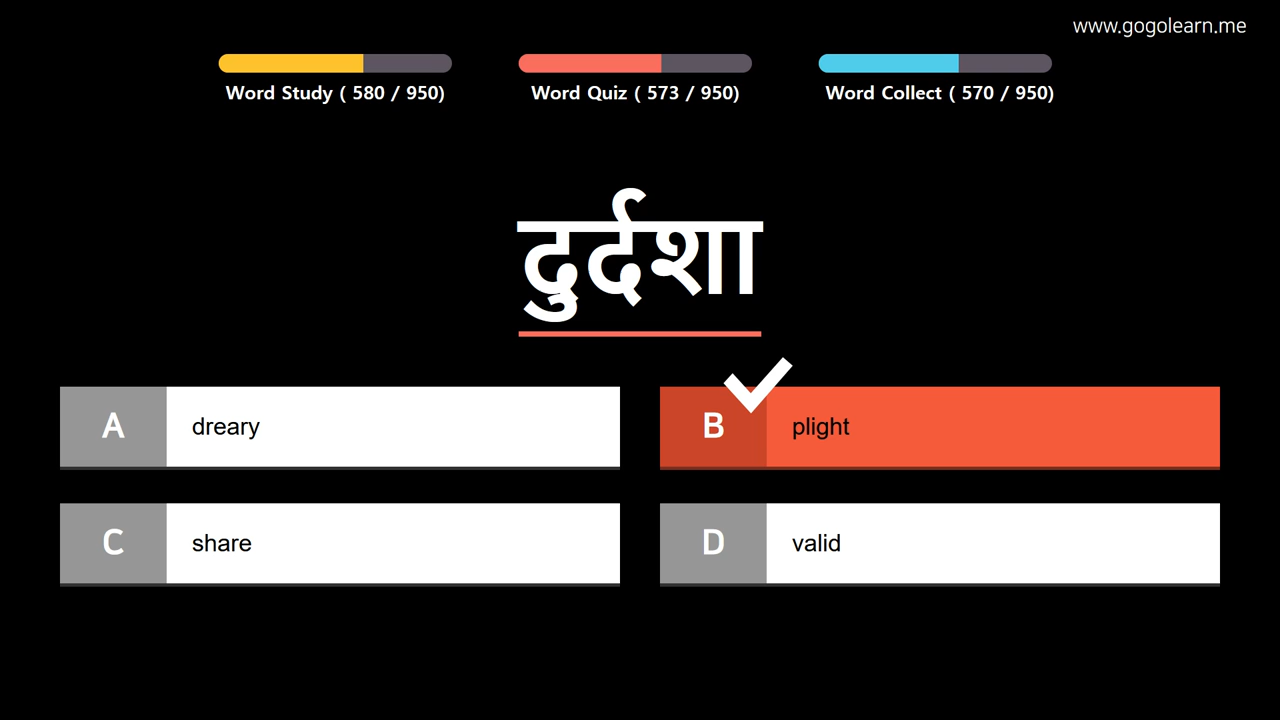 www.gogolearn.me
Word Study ( 580 / 950)
Word Quiz ( 573 / 950)
Word Collect ( 570 / 950)
दुर्दशा
A dreary
B plight
C share
D valid